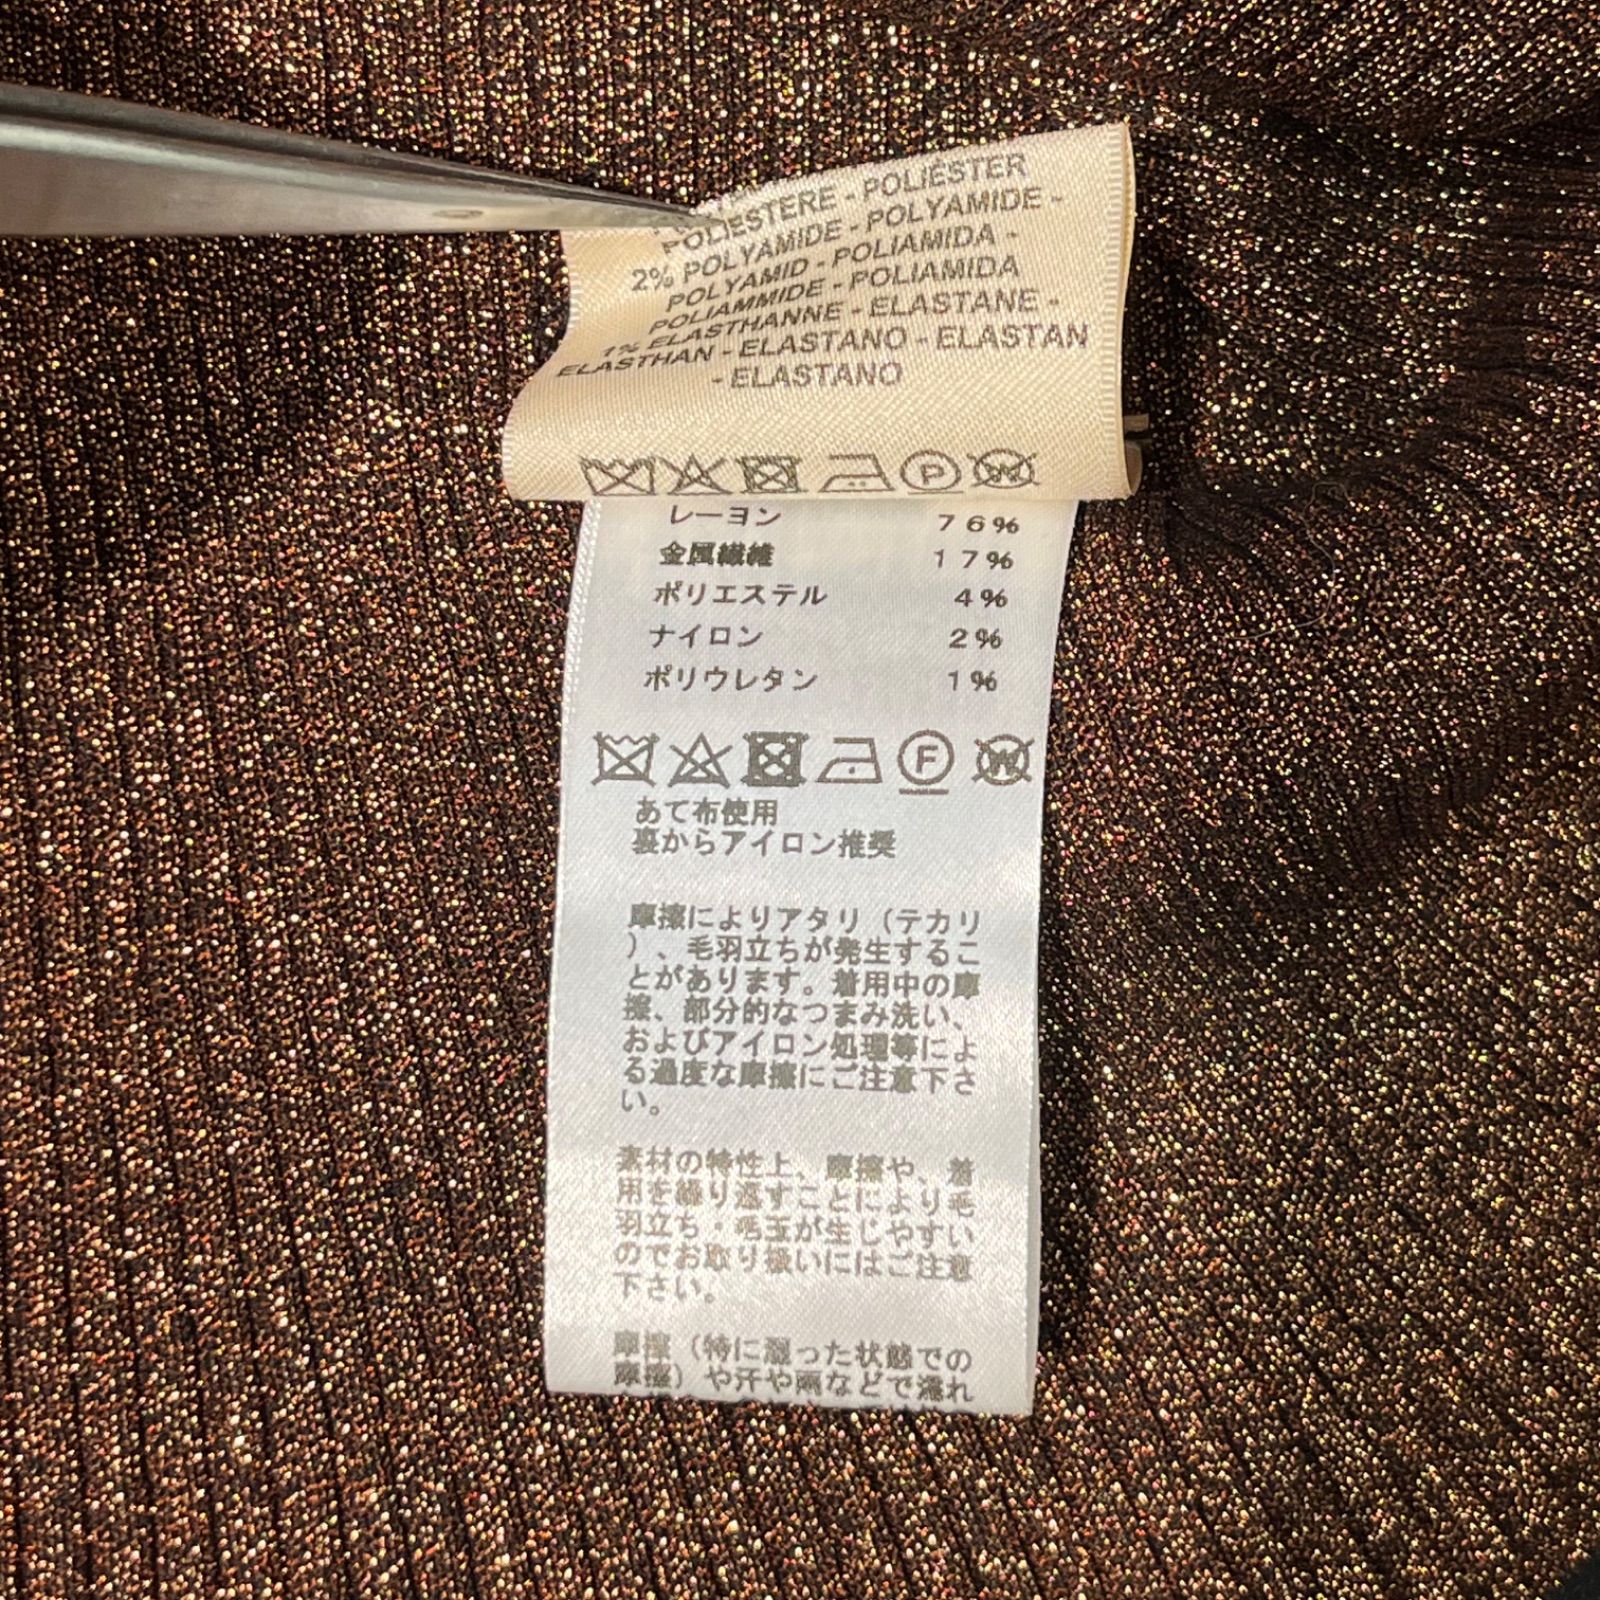 POLIESTERE - POLIÉSTER
2% POLYAMIDE - POLYAMIDE -
POLYAMID - POLIAMIDA -
POLIAMMIDE - POLIAMIDA
1% ELASTHANNE - ELASTANE -
ELASTHAN - ELASTANO - ELASTAN
- ELASTANO
P W
レーヨン 76%
金属繊維 17%
ポリエステル 4%
ナイロン 2%
ポリウレタン 1%
F W
あて布使用
裏からアイロン推奨
摩擦によりアタリ（テカリ
）、毛羽立ちが発生するこ
とがあります。着用中の摩
擦、部分的なつまみ洗い、
およびアイロン処理等によ
る過度な摩擦にご注意下さ
い。
素材の特性上、摩擦や、着
用を繰り返すことにより毛
羽立ち・毛玉が生じやすい
のでお取り扱いにはご注意
下さい。
摩擦（特に湿った状態での
摩擦）や汗や雨などで濡れ